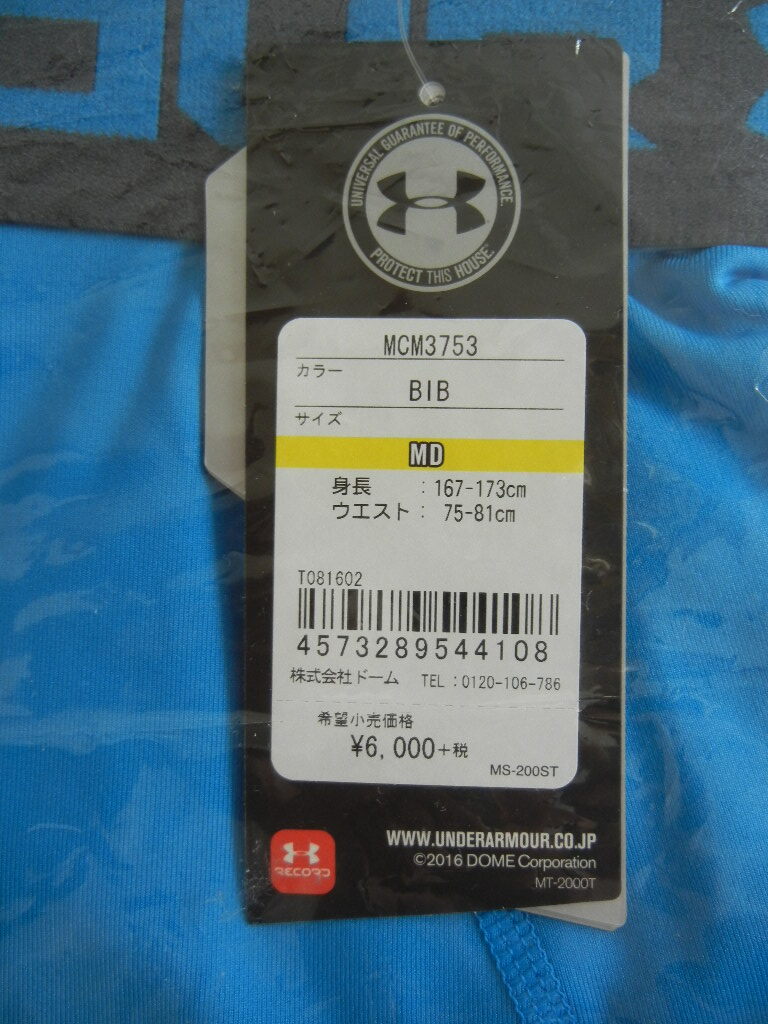 UNIVERSAL GUARANTEE OF PERFORMANCE.
PROTECT THIS HOUSE
MCM3753
カラー
BIB
サイズ
MD
身長 : 167-173cm
ウエスト : 75-81cm
T081602
4573289544108
株式会社ドーム TEL :0120-106-786
希望小売価格
¥6,000+税
MS-200ST
RECORD
WWW.UNDERARMOUR.CO.JP
©2016 DOME Corporation
MT-2000T